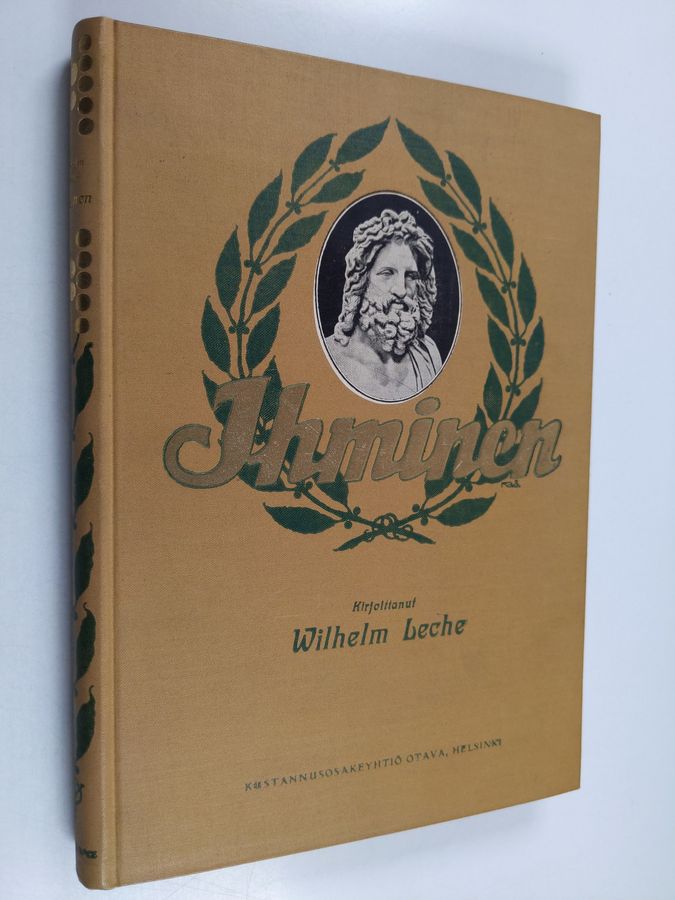 Ihminen
Kirjoittanut
Wilhelm Leche
KUSTANNUSOSAKEYHTIÖ OTAVA, HELSINKI